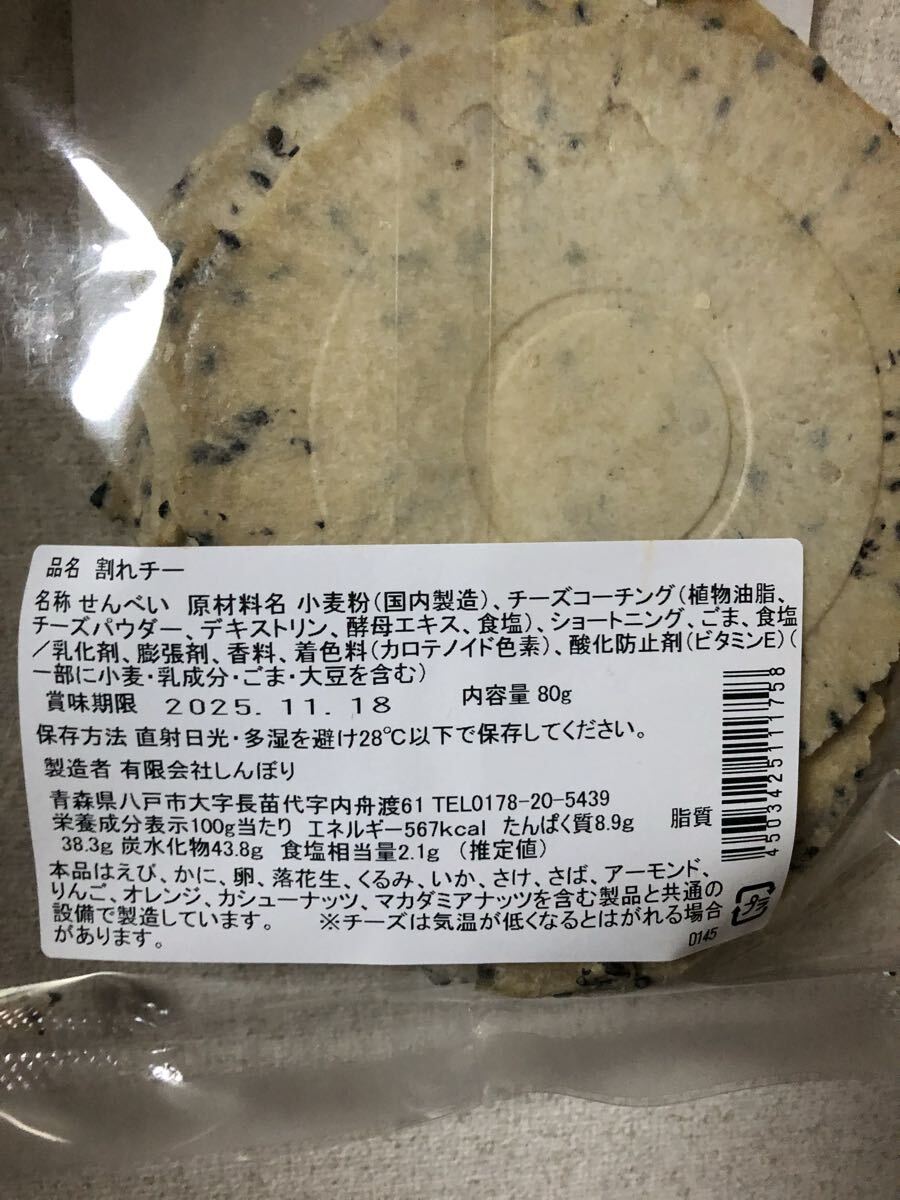 品名 割れチー
名称 せんべい 原材料名 小麦粉(国内製造)、チーズコーチング(植物油脂、
チーズパウダー、デキストリン、酵母エキス、食塩)、ショートニング、ごま、食塩
/乳化剤、膨張剤、香料、着色料(カロテノイド色素)、酸化防止剤(ビタミンE)(
一部に小麦・乳成分・ごま・大豆を含む)
賞味期限 2025.11.18 内容量 80g
保存方法 直射日光・多湿を避け28℃以下で保存してください。
製造者 有限会社しんぼり
青森県八戸市大字長苗代字内舟渡61 TEL0178-20-5439
栄養成分表示100g当たり エネルギー567kcal たんぱく質8.9g 脂質
38.3g 炭水化物43.8g 食塩相当量2.1g (推定値)
本品はえび、かに、卵、落花生、くるみ、いか、さけ、さば、アーモンド、
りんご、オレンジ、カシューナッツ、マカダミアナッツを含む製品と共通の
設備で製造しています。 ※チーズは気温が低くなるとはがれる場合
があります。
4503425111758
プラ
0145